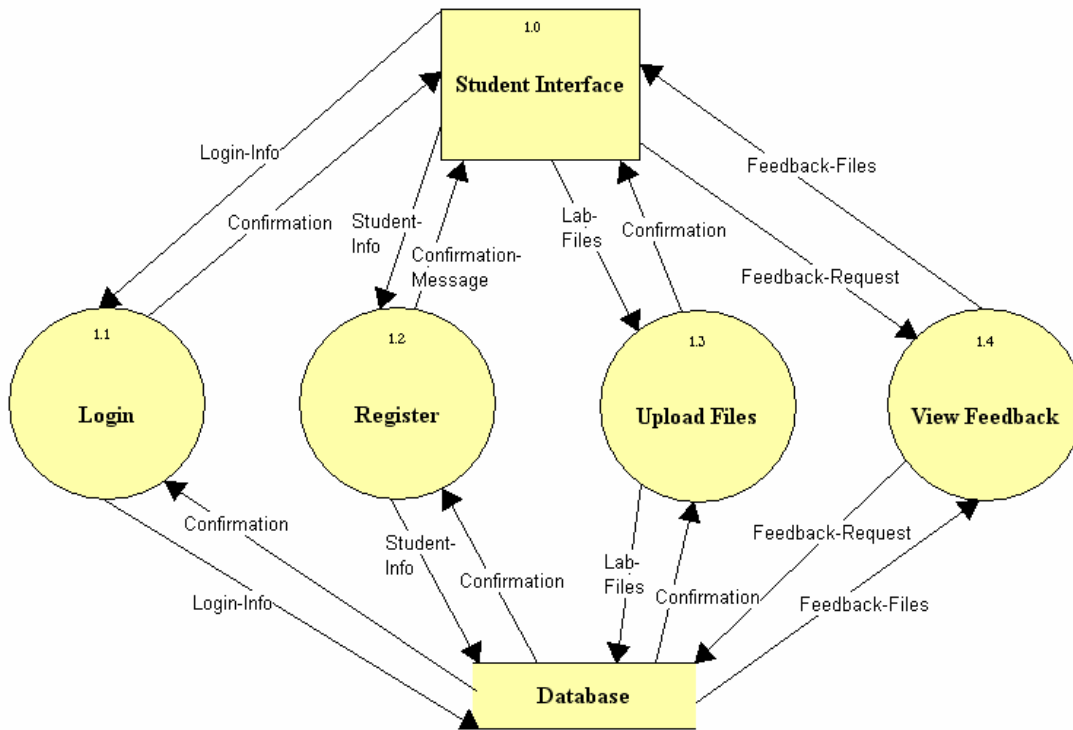 1.0
Student Interface
Login-Info
Feedback-Files
Confirmation
Student-
Info
Lab-
Files
Confirmation
Confirmation-
Message
Feedback-Request
1.1
Login
1.2
Register
1.3
Upload Files
1.4
View Feedback
Confirmation
Student-
Info
Lab-
Files
Feedback-Request
Login-Info
Confirmation
Confirmation
Feedback-Files
Database